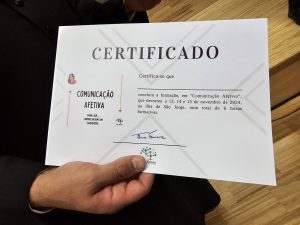 CERTIFICADO
Certifica-se que
concluiu a formação, em "Comunicação Afetiva",
que decorreu a 13, 14 e 15 de novembro de 2024,
na ilha de São Jorge, num total de 6 horas
formativas.
COMUNICAÇÃO
AFETIVA